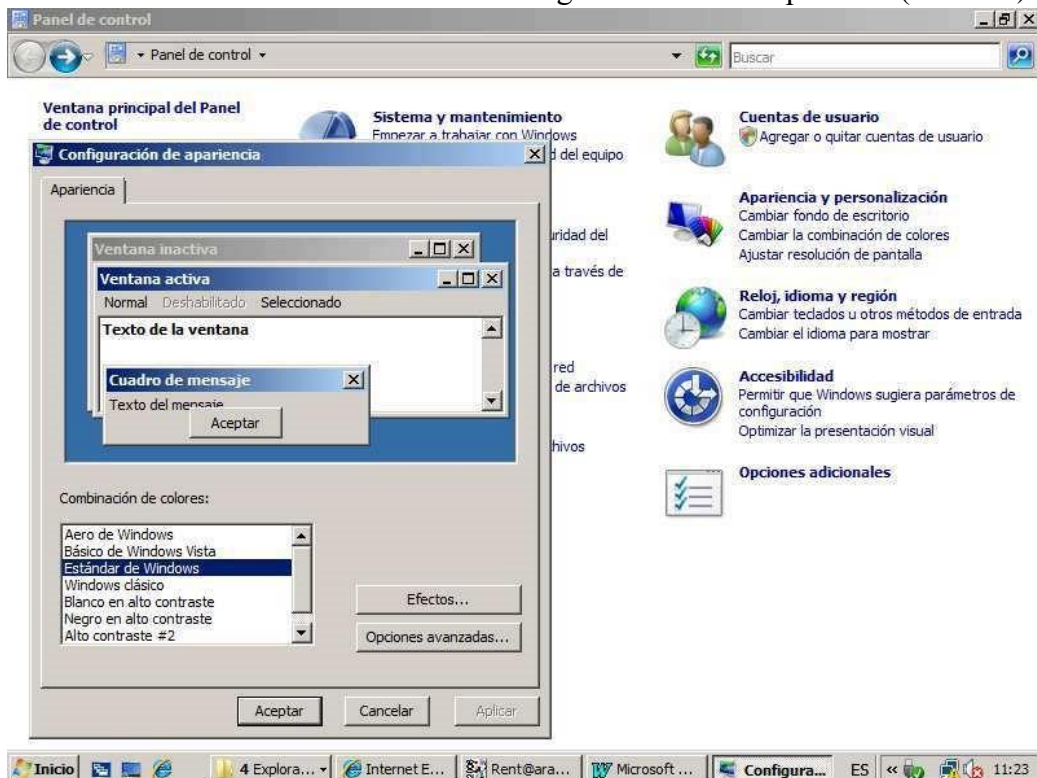 Panel de control
Panel de control
Buscar
Ventana principal del Panel
de control
Sistema y mantenimiento
Empezar a trabajar con Windows
d del equipo
uridad del
a través de
red
de archivos
hivos
Cuentas de usuario
Agregar o quitar cuentas de usuario
Apariencia y personalización
Cambiar fondo de escritorio
Cambiar la combinación de colores
Ajustar resolución de pantalla
Reloj, idioma y región
Cambiar teclados u otros métodos de entrada
Cambiar el idioma para mostrar
Accesibilidad
Permitir que Windows sugiera parámetros de
configuración
Optimizar la presentación visual
Opciones adicionales
Configuración de apariencia
Apariencia
Ventana inactiva
Ventana activa
Normal Deshabilitado Seleccionado
Texto de la ventana
Cuadro de mensaje
Texto del mensaje
Aceptar
Combinación de colores:
Aero de Windows
Básico de Windows Vista
Estándar de Windows
Windows clásico
Blanco en alto contraste
Negro en alto contraste
Alto contraste #2
Efectos...
Opciones avanzadas...
Aceptar Cancelar Aplicar
Inicio 4 Explora... Internet E... Rent@ara... Microsoft ... Configura... ES « 11:23